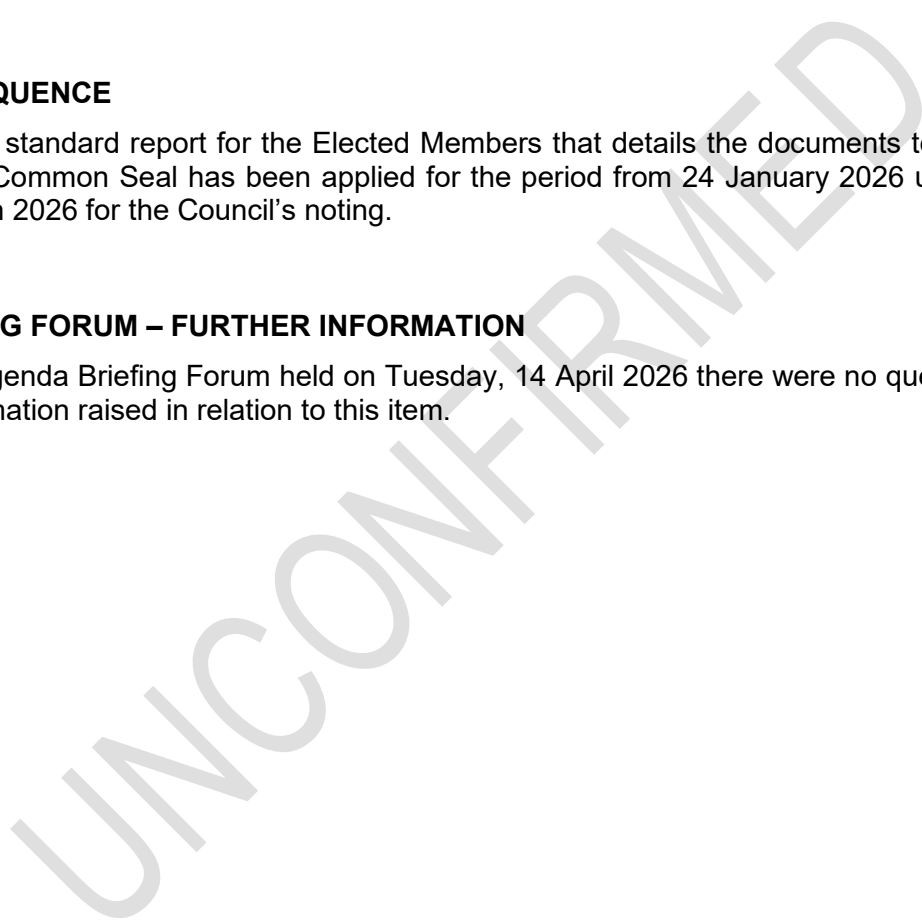 QUENCE
standard report for the Elected Members that details the documents t
Common Seal has been applied for the period from 24 January 2026 u
2026 for the Council's noting.
G FORUM – FURTHER INFORMATION
genda Briefing Forum held on Tuesday, 14 April 2026 there were no que
nation raised in relation to this item.
UNCONFIRMED